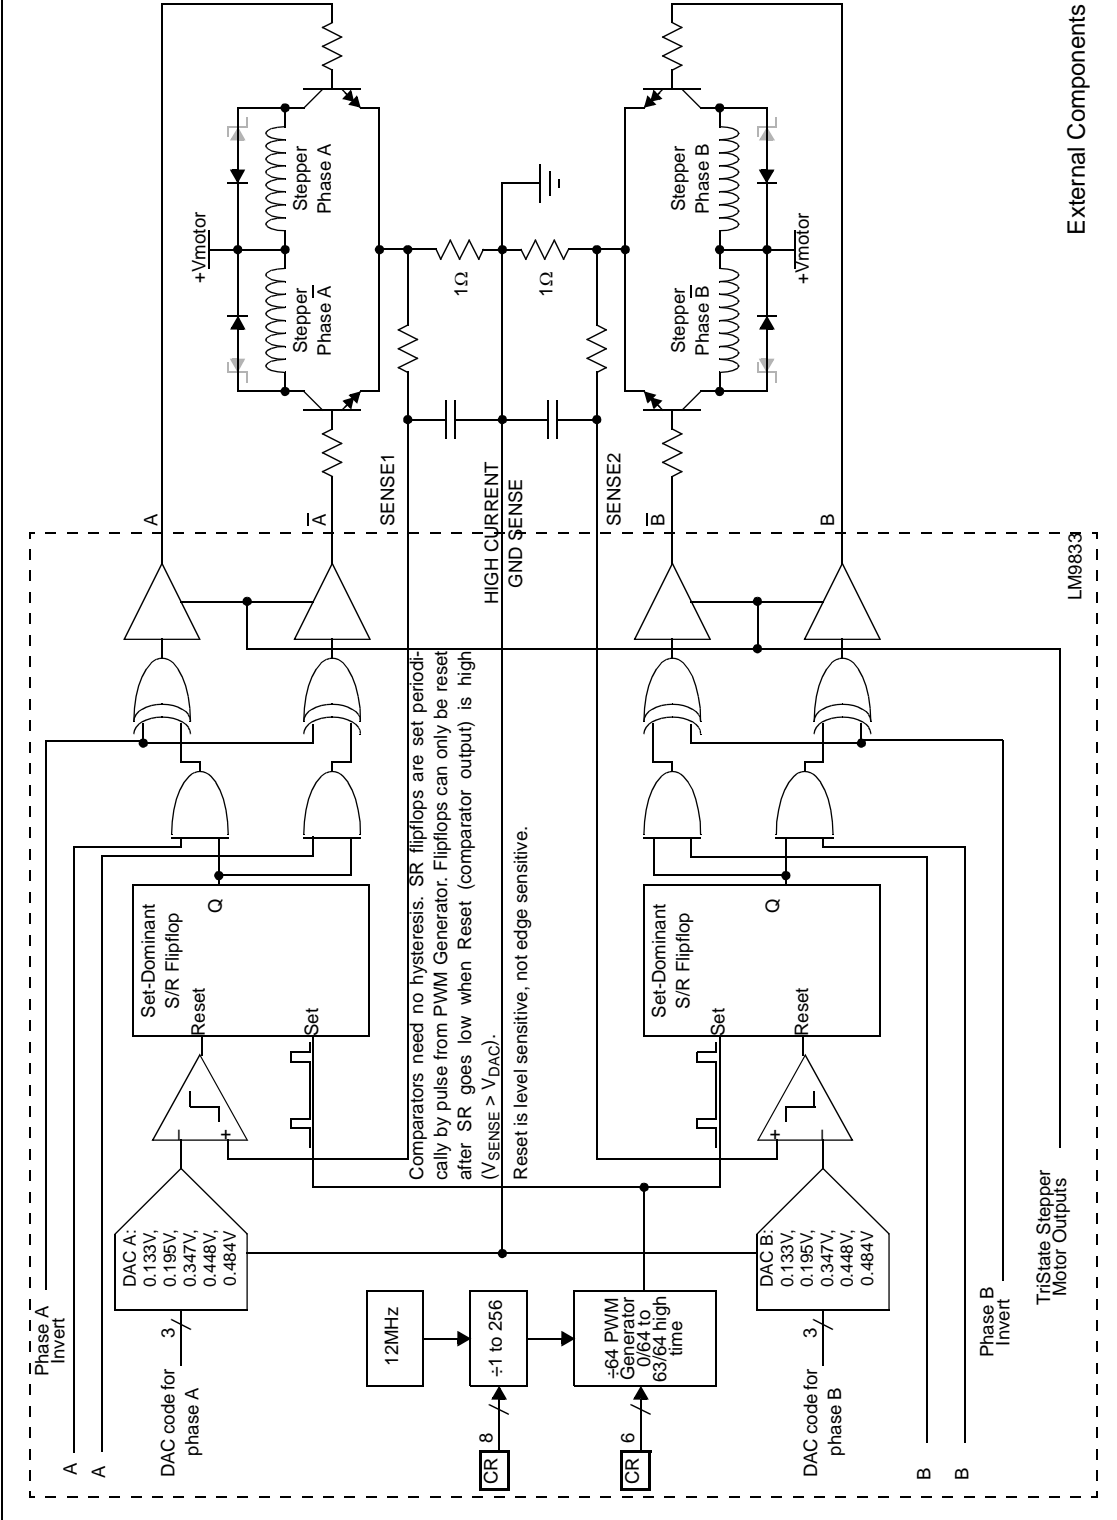 Phase A
Invert
A
A
DAC code for
phase A
3
DAC A:
0.133V,
0.195V,
0.347V,
0.448V,
0.484V
–
+
Set-Dominant
S/R Flipflop
Reset
Set
Q
A
A
SENSE1
+Vmotor
Stepper
Phase A
Stepper
Phase A
1Ω
1Ω
12MHz
CR
8
÷1 to 256
CR
6
÷64 PWM
Generator
0/64 to
63/64 high
time
Comparators need no hysteresis. SR flipflops are set periodi-
cally by pulse from PWM Generator. Flipflops can only be reset
after SR goes low when Reset (comparator output) is high
(VSENSE > VDAC).
Reset is level sensitive, not edge sensitive.
HIGH CURRENT
GND SENSE
SENSE2
DAC code for
phase B
3
DAC B:
0.133V,
0.195V,
0.347V,
0.448V,
0.484V
+
–
Set-Dominant
S/R Flipflop
Set
Reset
Q
B
B
Stepper
Phase B
Stepper
Phase B
+Vmotor
B
B
Phase B
Invert
TriState Stepper
Motor Outputs
LM9833
External Components